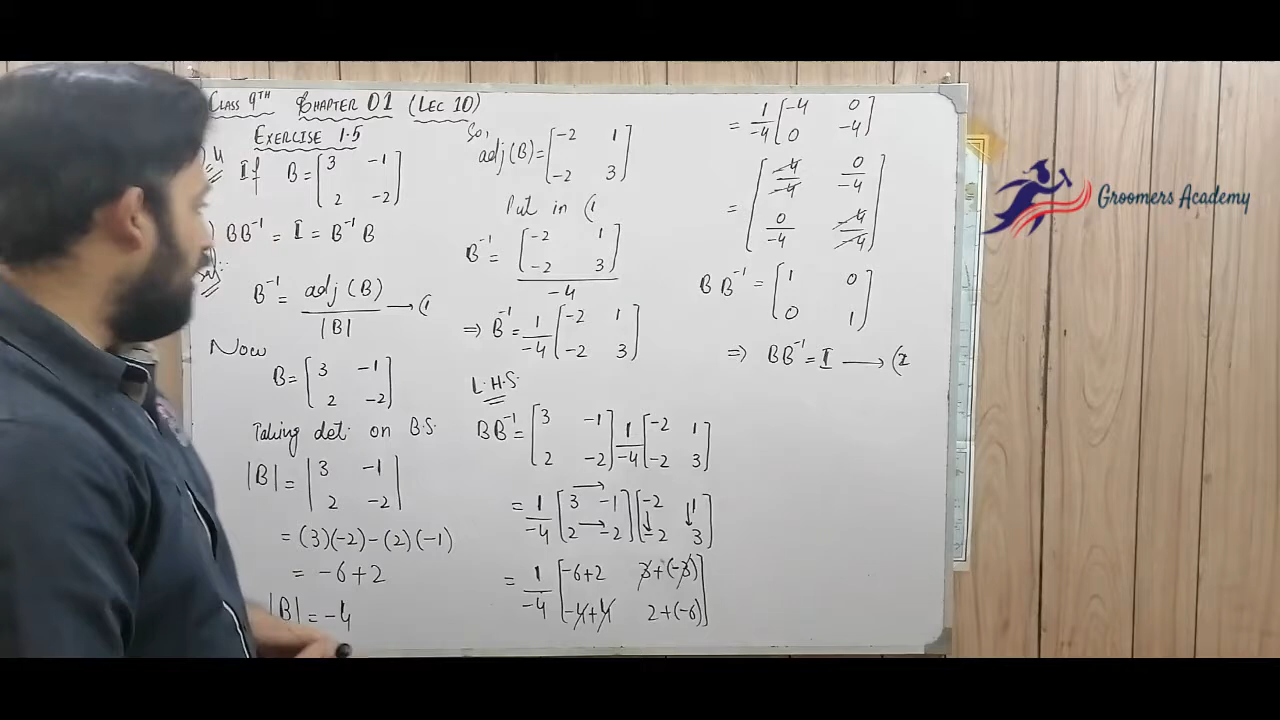 CLASS 9TH CHAPTER 01 (LEC 10)
EXERCISE 1.5
If B = [3 -1
2 -2]
BB⁻¹ = I = B⁻¹B
B⁻¹ = adj (B) / |B| → (1
Now
B = [3 -1
2 -2]
Taking det. on B.S.
|B| = |3 -1
2 -2|
= (3)(-2) - (2)(-1)
= -6+2
|B| = -4
So,
adj(B) = [-2 1
-2 3]
Put in (1
B⁻¹ = [-2 1
-2 3]
-4
⇒ B⁻¹ = 1/-4 [-2 1
-2 3]
L.H.S.
BB⁻¹ = [3 -1
2 -2] 1/-4 [-2 1
-2 3]
= 1/-4 [3 -1
2 -2] [-2 1
-2 3]
= 1/-4 [-6+2 3+(-3)
-4+4 2+(-6)]
= 1/-4 [-4 0
0 -4]
= [-4/-4 0/-4
0/-4 -4/-4]
BB⁻¹ = [1 0
0 1]
⇒ BB⁻¹ = I → (2
Groomers Academy